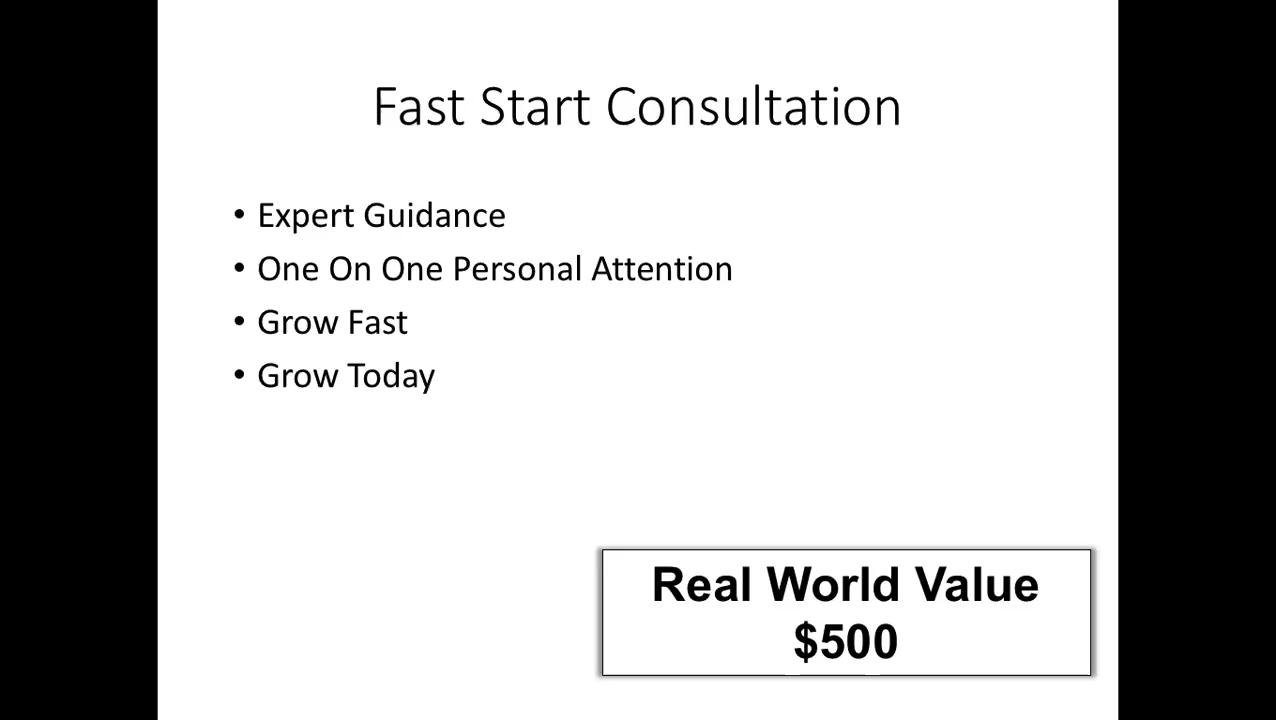 Fast Start Consultation
• Expert Guidance
• One On One Personal Attention
• Grow Fast
• Grow Today
Real World Value
$500